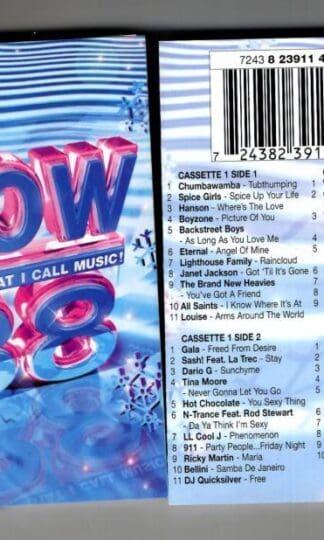 OW
AT I CALL MUSIC!
38
7243 8 23911 4
7 24382 391
CASSETTE 1 SIDE 1
1 Chumbawamba - Tubthumping
2 Spice Girls - Spice Up Your Life
3 Hanson - Where's The Love
4 Boyzone - Picture Of You
5 Backstreet Boys
- As Long As You Love Me
6 Eternal - Angel Of Mine
7 Lighthouse Family - Raincloud
8 Janet Jackson - Got 'Til It's Gone
9 The Brand New Heavies
- You've Got A Friend
10 All Saints - I Know Where It's At
11 Louise - Arms Around The World
CASSETTE 1 SIDE 2
1 Gala - Freed From Desire
2 Sash! Feat. La Trec - Stay
3 Dario G - Sunchyme
4 Tina Moore
- Never Gonna Let You Go
5 Hot Chocolate - You Sexy Thing
6 N-Trance Feat. Rod Stewart
- Da Ya Think I'm Sexy
7 LL Cool J - Phenomenon
8 911 - Party People...Friday Night
9 Ricky Martin - Maria
10 Bellini - Samba De Janeiro
11 DJ Quicksilver - Free